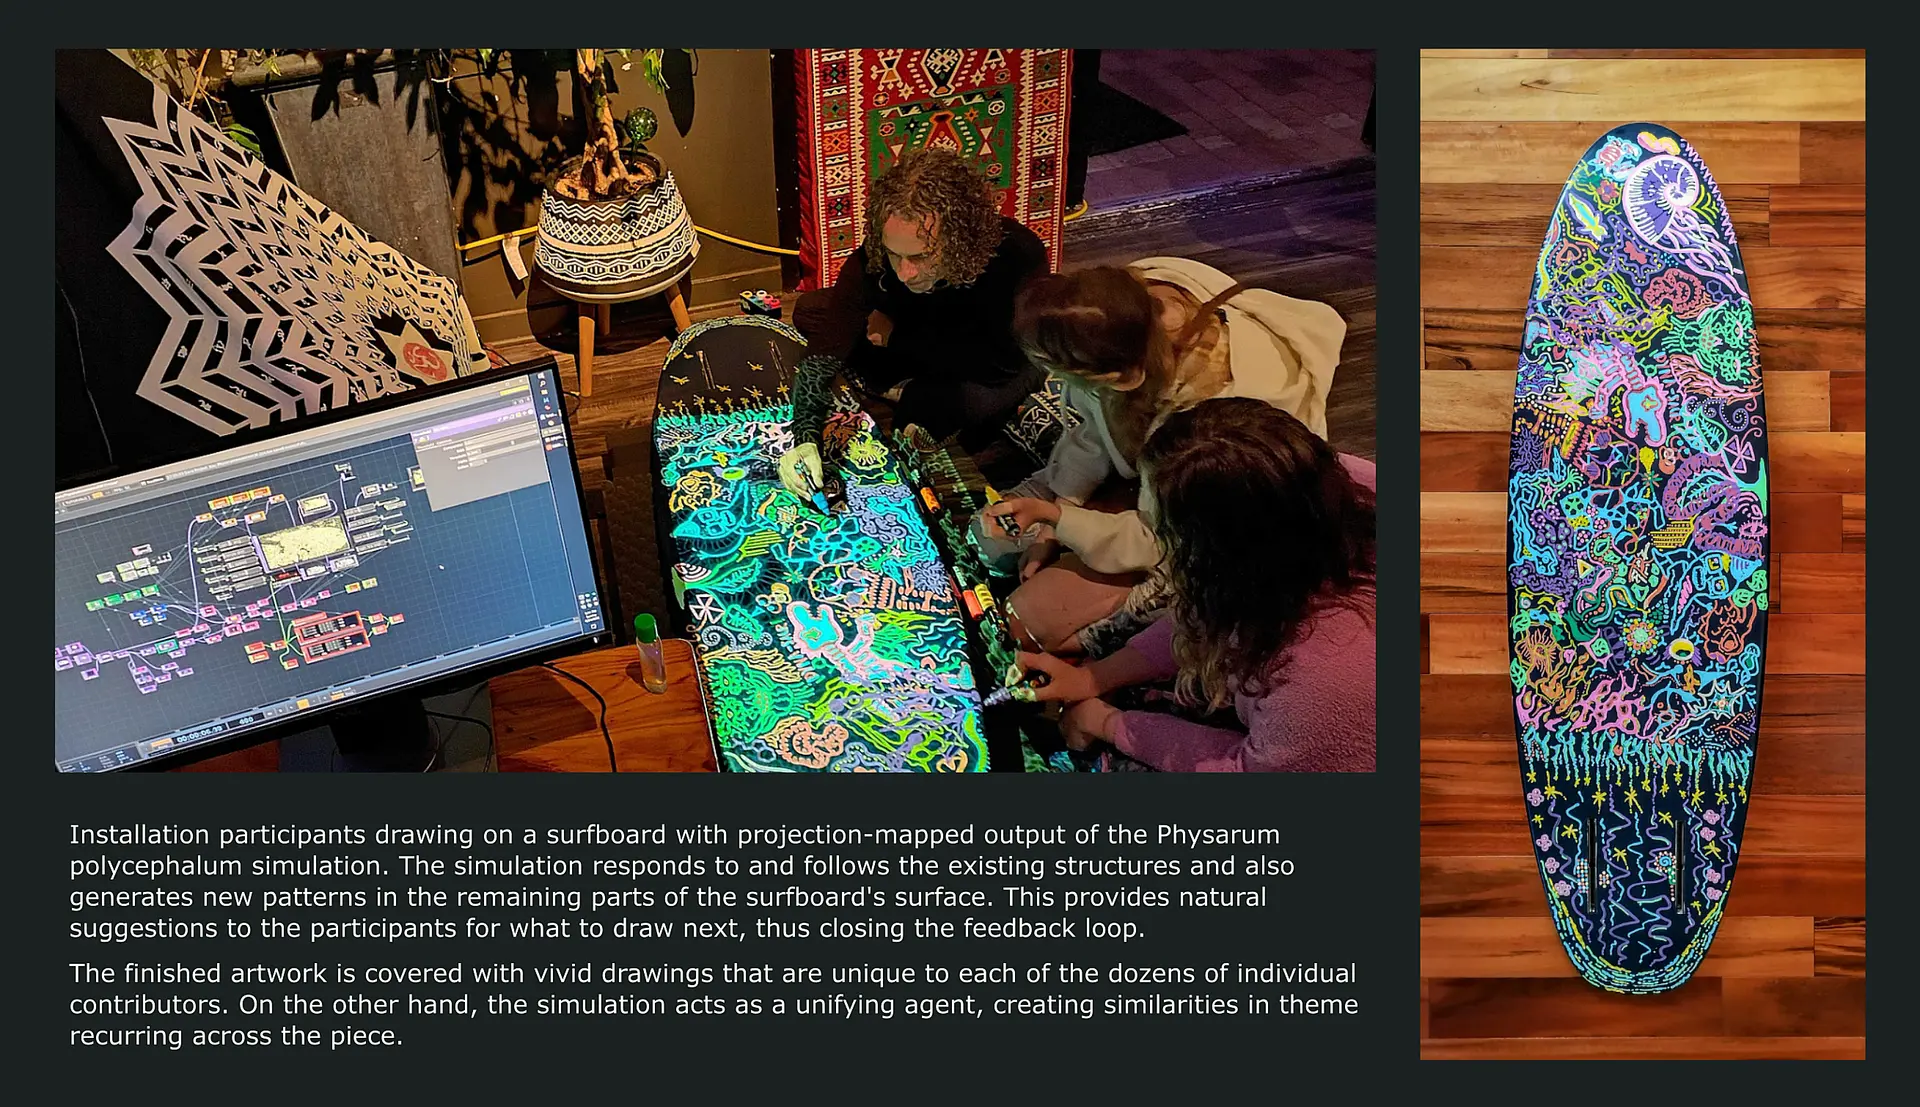 Installation participants drawing on a surfboard with projection-mapped output of the Physarum
polycephalum simulation. The simulation responds to and follows the existing structures and also
generates new patterns in the remaining parts of the surfboard's surface. This provides natural
suggestions to the participants for what to draw next, thus closing the feedback loop.
The finished artwork is covered with vivid drawings that are unique to each of the dozens of individual
contributors. On the other hand, the simulation acts as a unifying agent, creating similarities in theme
recurring across the piece.